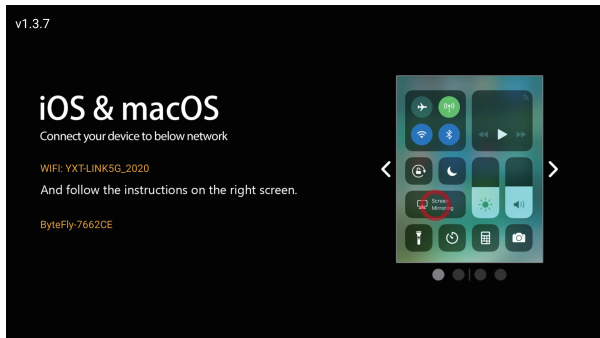 v1.3.7
iOS & macOS
Connect your device to below network
WIFI: YXT-LINK5G_2020
And follow the instructions on the right screen.
ByteFly-7662CE
Screen
Mirroring